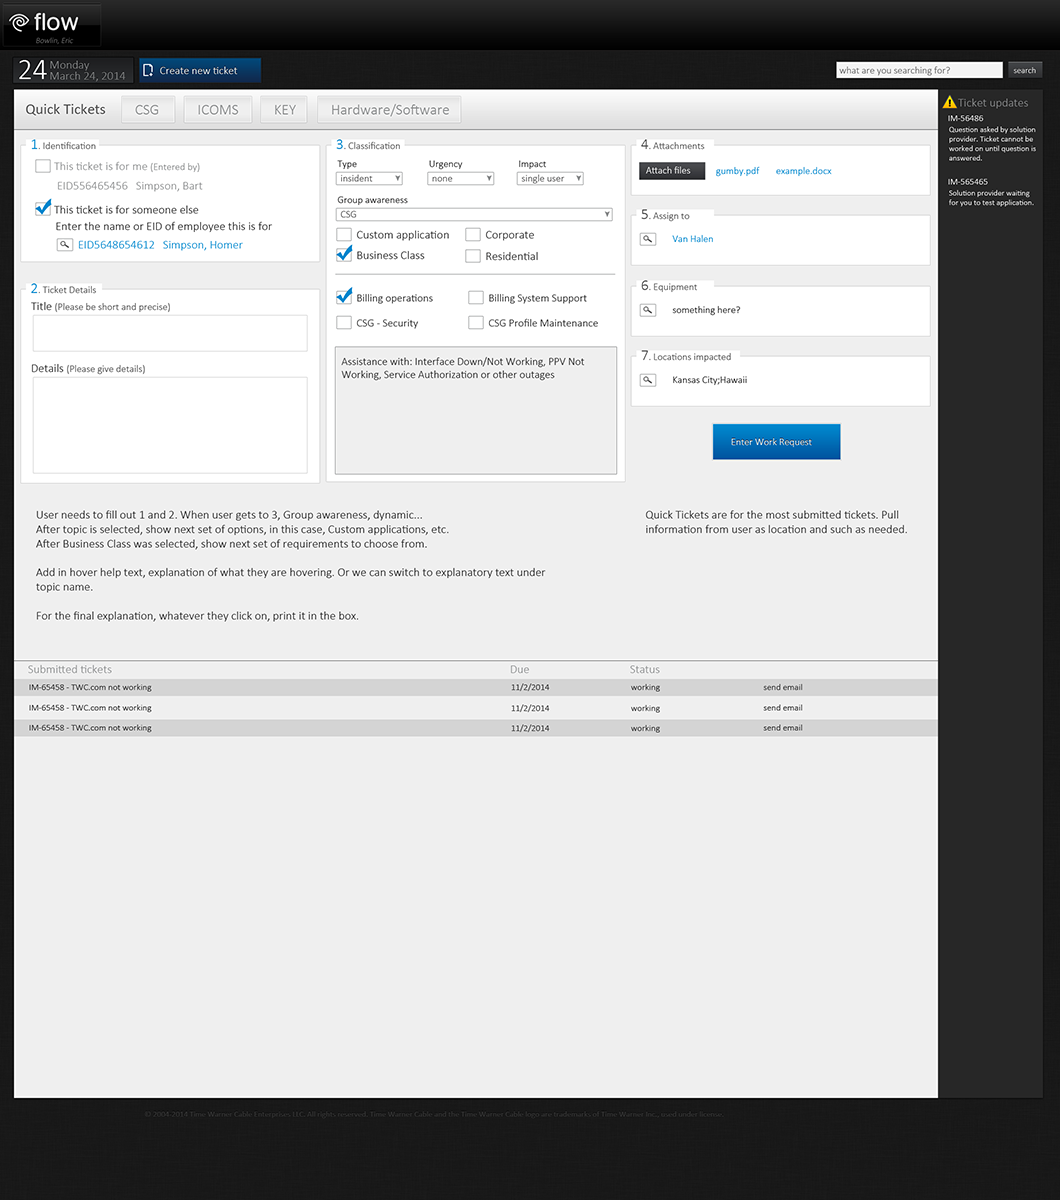 flow
Bowlin, Eric
24 Monday
March 24, 2014
Create new ticket
what are you searching for?
search
Quick Tickets
CSG
ICOMS
KEY
Hardware/Software
1. Identification
This ticket is for me (Entered by)
EID556465456 Simpson, Bart
This ticket is for someone else
Enter the name or EID of employee this is for
EID5648654612 Simpson, Homer
2. Ticket Details
Title (Please be short and precise)
Details (Please give details)
3. Classification
Type Urgency Impact
insident none single user
Group awareness
CSG
Custom application Corporate
Business Class Residential
Billing operations Billing System Support
CSG - Security CSG Profile Maintenance
Assistance with: Interface Down/Not Working, PPV Not
Working, Service Authorization or other outages
4. Attachments
Attach files gumby.pdf example.docx
5. Assign to
Van Halen
6. Equipment
something here?
7. Locations impacted
Kansas City;Hawaii
Enter Work Request
Ticket updates
IM-56486
Question asked by solution
provider. Ticket cannot be
worked on until question is
answered.
IM-565465
Solution provider waiting
for you to test application.
User needs to fill out 1 and 2. When user gets to 3, Group awareness, dynamic...
After topic is selected, show next set of options, in this case, Custom applications, etc.
After Business Class was selected, show next set of requirements to choose from.
Add in hover help text, explanation of what they are hovering. Or we can switch to explanatory text under
topic name.
For the final explanation, whatever they click on, print it in the box.
Quick Tickets are for the most submitted tickets. Pull
information from user as location and such as needed.
Submitted tickets Due Status
IM-65458 - TWC.com not working 11/2/2014 working send email
IM-65458 - TWC.com not working 11/2/2014 working send email
IM-65458 - TWC.com not working 11/2/2014 working send email
© 2004-2014 Time Warner Cable Enterprises LLC. All rights reserved. Time Warner Cable and the Time Warner Cable logo are trademarks of Time Warner Inc., used under license.